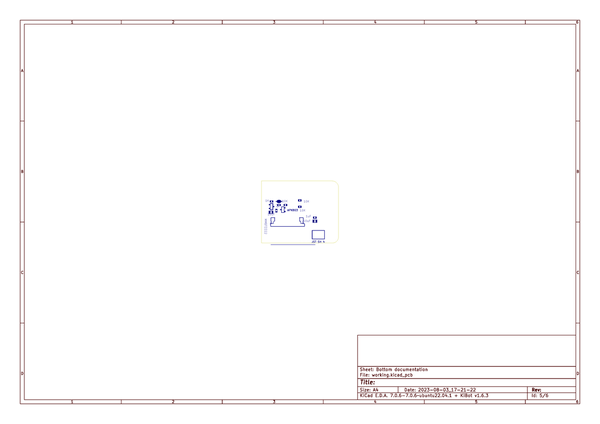 1 2 3 4 5 6
A A
B B
C C
Sheet: Bottom documentation
File: working.kicad_pcb
D D
Title:
Size: A4 Date: 2023-08-03_17-21-22 Rev:
KiCad E.D.A. 7.0.6-7.0.6~ubuntu22.04.1 + KiBot v1.6.3 Id: 5/6
1 2 3 4 5 6